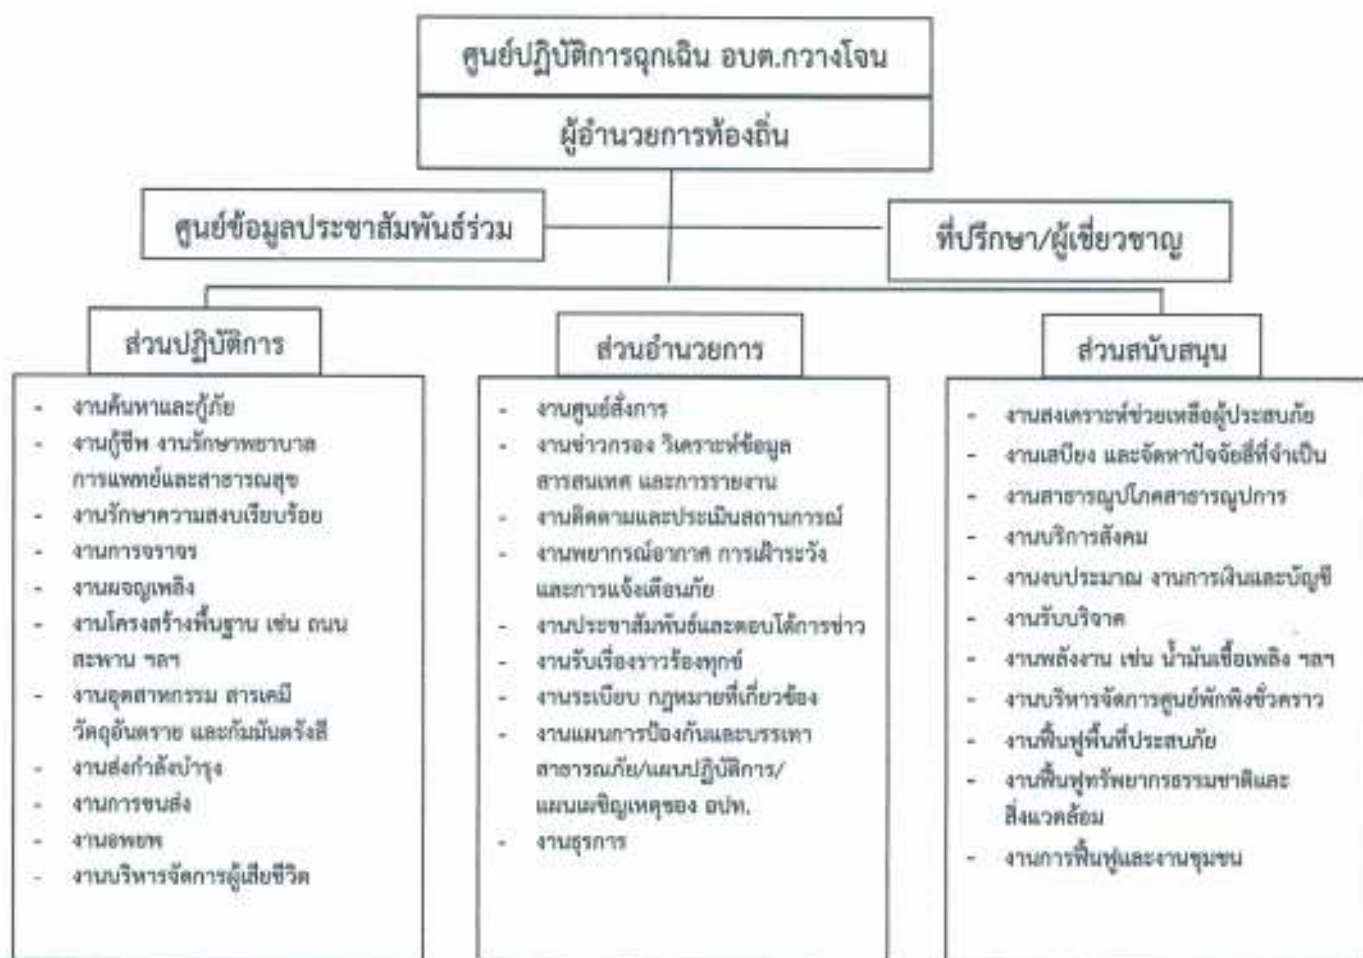 ศูนย์ปฏิบัติการฉุกเฉิน อบต.กวางโจน
ผู้อำนวยการท้องถิ่น
ศูนย์ข้อมูลประชาสัมพันธ์ร่วม
ที่ปรึกษา/ผู้เชี่ยวชาญ
ส่วนปฏิบัติการ
- งานค้นหาและกู้ภัย
- งานกู้ชีพ งานรักษาพยาบาล
การแพทย์และสาธารณสุข
- งานรักษาความสงบเรียบร้อย
- งานการจราจร
- งานผจญเพลิง
- งานโครงสร้างพื้นฐาน เช่น ถนน
สะพาน ฯลฯ
- งานอุตสาหกรรม สารเคมี
วัตถุอันตราย และกัมมันตรังสี
- งานส่งกำลังบำรุง
- งานการขนส่ง
- งานอพยพ
- งานบริหารจัดการผู้เสียชีวิต
ส่วนอำนวยการ
- งานศูนย์สั่งการ
- งานข่าวกรอง วิเคราะห์ข้อมูล
สารสนเทศ และการรายงาน
- งานติดตามและประเมินสถานการณ์
- งานพยากรณ์อากาศ การเฝ้าระวัง
และการแจ้งเตือนภัย
- งานประชาสัมพันธ์และตอบโต้การข่าว
- งานรับเรื่องราวร้องทุกข์
- งานระเบียบ กฎหมายที่เกี่ยวข้อง
- งานแผนการป้องกันและบรรเทา
สาธารณภัย/แผนปฏิบัติการ/
แผนเผชิญเหตุของ อปท.
- งานธุรการ
ส่วนสนับสนุน
- งานสงเคราะห์ช่วยเหลือผู้ประสบภัย
- งานเสบียง และจัดหาปัจจัยสี่ที่จำเป็น
- งานสาธารณูปโภคสาธารณูปการ
- งานบริการสังคม
- งานงบประมาณ งานการเงินและบัญชี
- งานรับบริจาค
- งานพลังงาน เช่น น้ำมันเชื้อเพลิง ฯลฯ
- งานบริหารจัดการศูนย์พักพิงชั่วคราว
- งานฟื้นฟูพื้นที่ประสบภัย
- งานฟื้นฟูทรัพยากรธรรมชาติและ
สิ่งแวดล้อม
- งานการฟื้นฟูและงานชุมชน